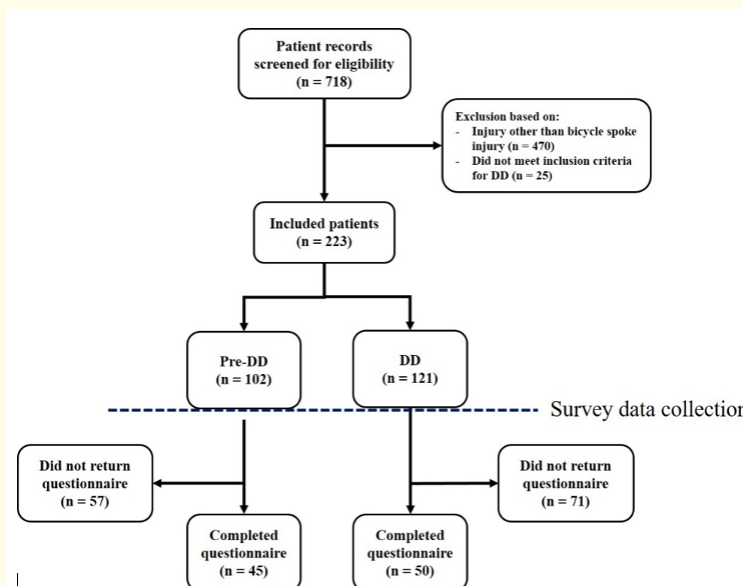 Patient records
screened for eligibility
(n = 718)
Exclusion based on:
- Injury other than bicycle spoke
injury (n = 470)
- Did not meet inclusion criteria
for DD (n = 25)
Included patients
(n = 223)
Pre-DD
(n = 102)
DD
(n = 121)
Survey data collection
Did not return
questionnaire
(n = 57)
Did not return
questionnaire
(n = 71)
Completed
questionnaire
(n = 45)
Completed
questionnaire
(n = 50)